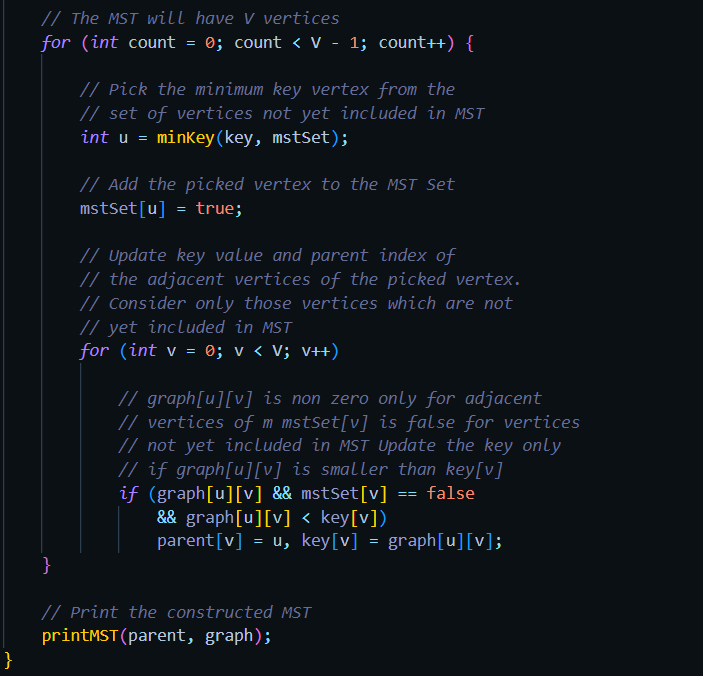 // The MST will have V vertices
for (int count = 0; count < V - 1; count++) {
// Pick the minimum key vertex from the
// set of vertices not yet included in MST
int u = minKey(key, mstSet);
// Add the picked vertex to the MST Set
mstSet[u] = true;
// Update key value and parent index of
// the adjacent vertices of the picked vertex.
// Consider only those vertices which are not
// yet included in MST
for (int v = 0; v < V; v++)
// graph[u][v] is non zero only for adjacent
// vertices of m mstSet[v] is false for vertices
// not yet included in MST Update the key only
// if graph[u][v] is smaller than key[v]
if (graph[u][v] && mstSet[v] == false
&& graph[u][v] < key[v])
parent[v] = u, key[v] = graph[u][v];
}
// Print the constructed MST
printMST(parent, graph);
}